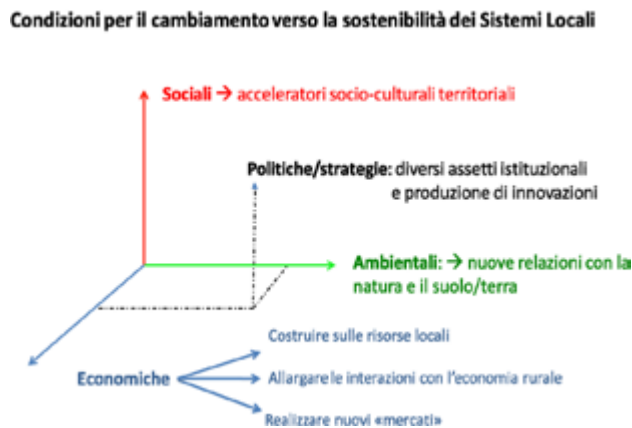 Condizioni per il cambiamento verso la sostenibilità dei Sistemi Locali
Sociali → acceleratori socio-culturali territoriali
Politiche/strategie: diversi assetti istituzionali
e produzione di innovazioni
Ambientali: → nuove relazioni con la
natura e il suolo/terra
Costruire sulle risorse locali
Economiche
Allargare le interazioni con l'economia rurale
Realizzare nuovi «mercati»